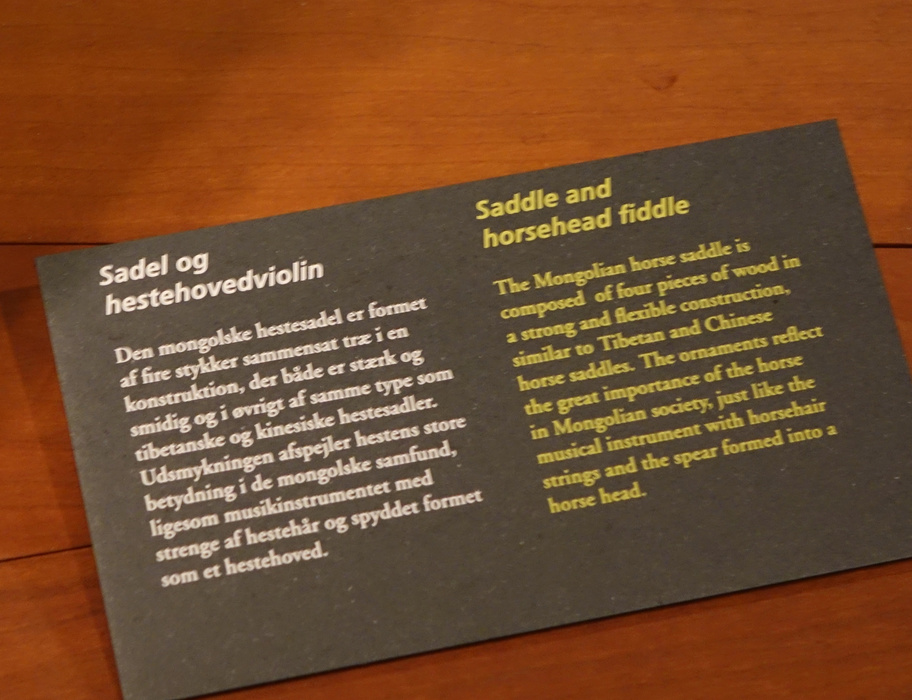 Sadel og
hestehovedviolin
Den mongolske hestesadel er formet
af fire stykker sammensat træ i en
konstruktion, der både er stærk og
smidig og i øvrigt af samme type som
tibetanske og kinesiske hestesadler.
Udsmykningen afspejler hestens store
betydning i de mongolske samfund,
ligesom musikinstrumentet med
strenge af hestehår og spyddet formet
som et hestehoved.
Saddle and
horsehead fiddle
The Mongolian horse saddle is
composed of four pieces of wood in
a strong and flexible construction,
similar to Tibetan and Chinese
horse saddles. The ornaments reflect
the great importance of the horse
in Mongolian society, just like the
musical instrument with horsehair
strings and the spear formed into a
horse head.